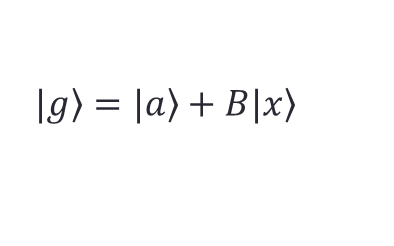 |g⟩ = |a⟩ + B|x⟩